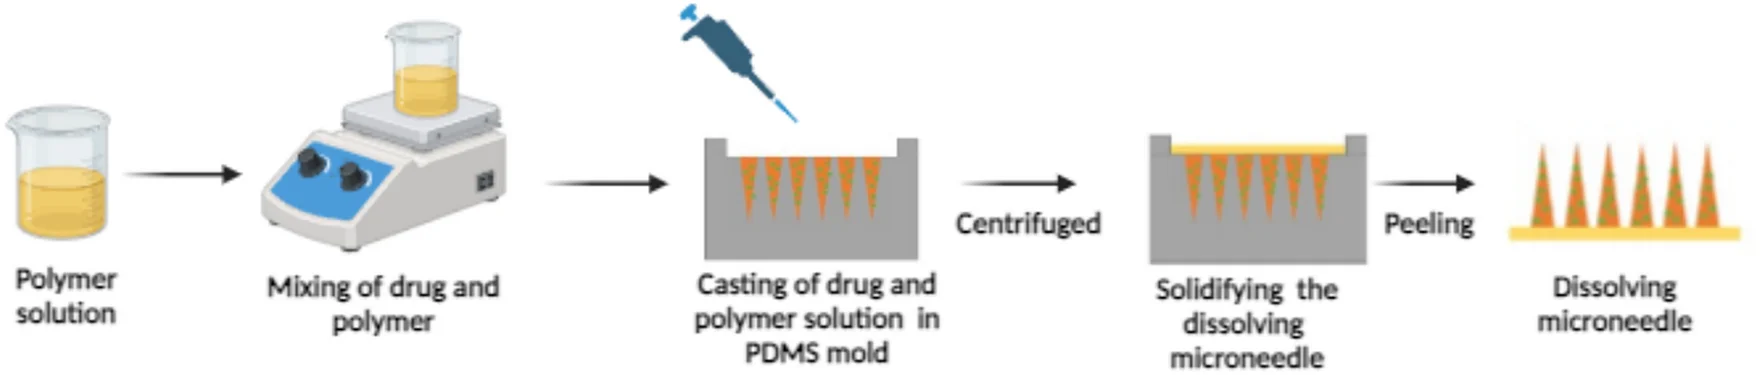 Polymer
solution
Mixing of drug and
polymer
Casting of drug and
polymer solution in
PDMS mold
Centrifuged
Solidifying the
dissolving
microneedle
Peeling
Dissolving
microneedle